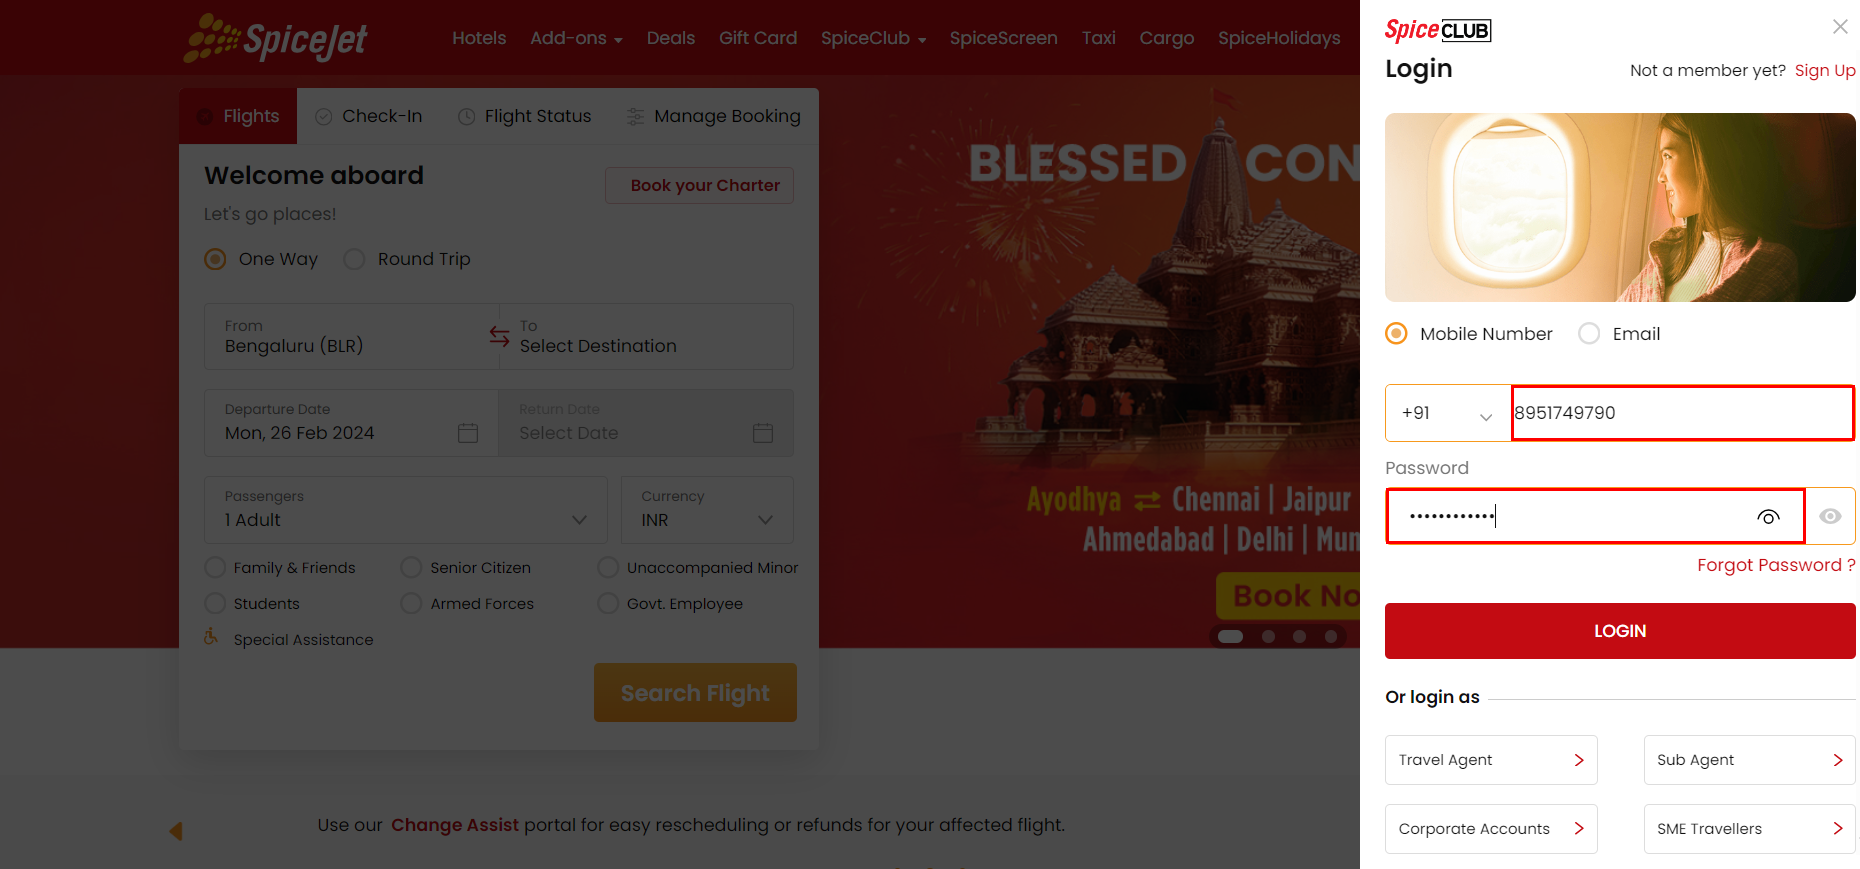 SpiceJet
Hotels Add-ons Deals Gift Card SpiceClub SpiceScreen Taxi Cargo SpiceHolidays
Flights Check-In Flight Status Manage Booking
Welcome aboard
Book your Charter
Let's go places!
One Way Round Trip
From
Bengaluru (BLR)
To
Select Destination
Departure Date
Mon, 26 Feb 2024
Return Date
Select Date
Passengers
1 Adult
Currency
INR
Family & Friends Senior Citizen Unaccompanied Minor
Students Armed Forces Govt. Employee
Special Assistance
Search Flight
BLESSED CON
Ayodhya ⇄ Chennai | Jaipur
Ahmedabad | Delhi | Mum
Book No
Use our Change Assist portal for easy rescheduling or refunds for your affected flight.
SpiceCLUB
Login
Not a member yet? Sign Up
Mobile Number Email
+91 8951749790
Password
••••••••••••
Forgot Password ?
LOGIN
Or login as
Travel Agent Sub Agent
Corporate Accounts SME Travellers